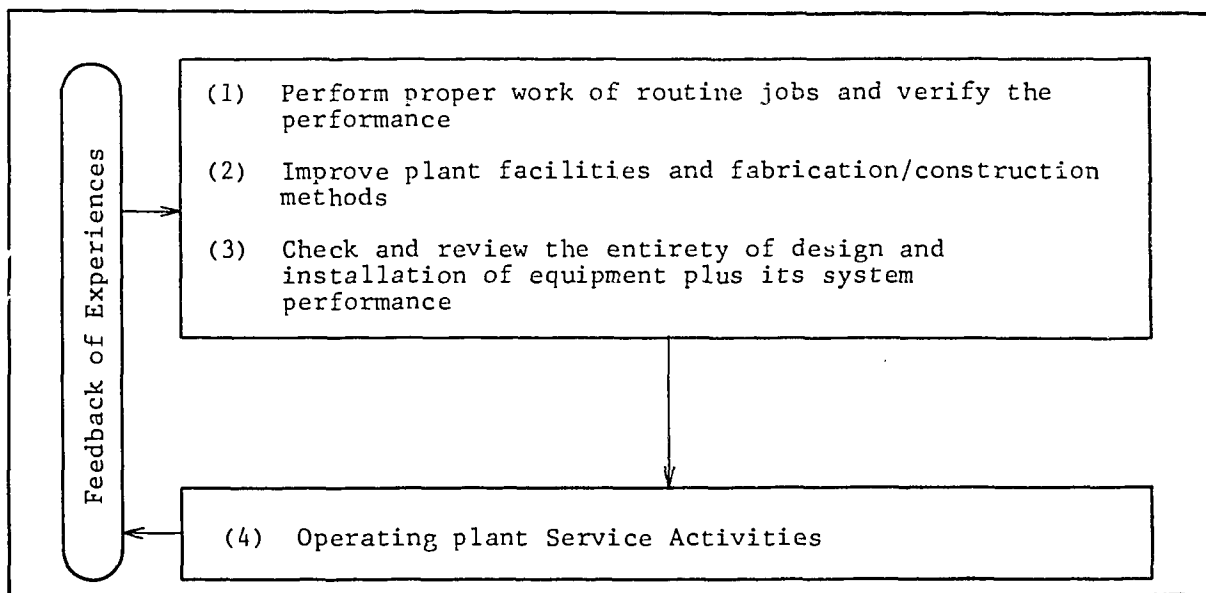 Feedback of Experiences
(1) Perform proper work of routine jobs and verify the
performance
(2) Improve plant facilities and fabrication/construction
methods
(3) Check and review the entirety of design and
installation of equipment plus its system
performance
(4) Operating plant Service Activities